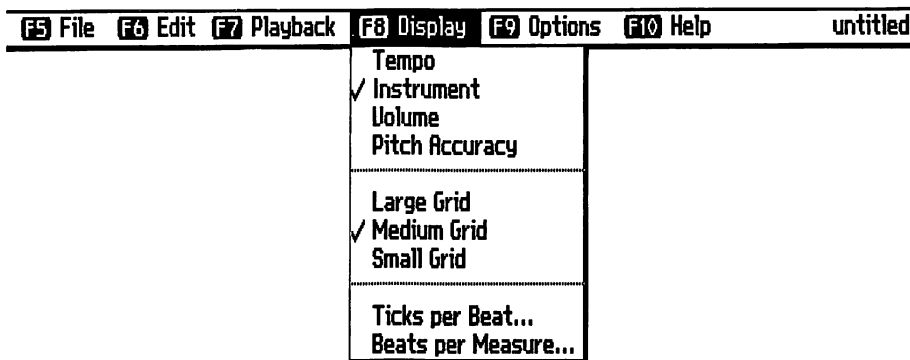 F5 File F6 Edit F7 Playback F8 Display F9 Options F10 Help untitled
Tempo
✓ Instrument
Volume
Pitch Accuracy
Large Grid
✓ Medium Grid
Small Grid
Ticks per Beat...
Beats per Measure...